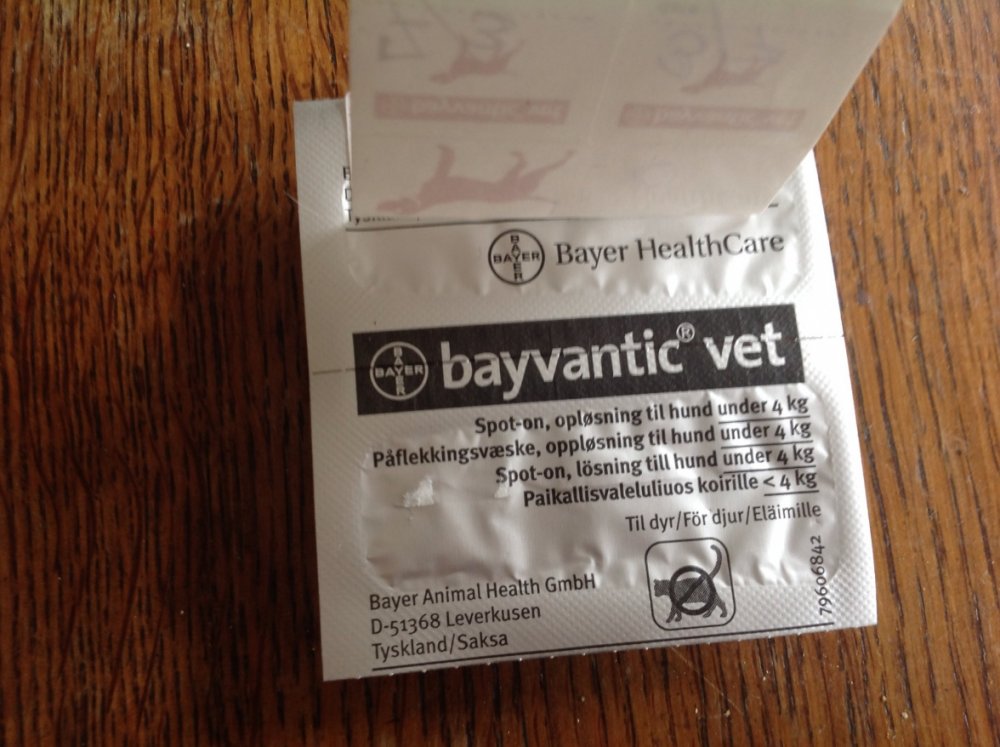 BAYER
BAYER
Bayer HealthCare
BAYER
BAYER
bayvantic® vet
Spot-on, opløsning til hund under 4 kg
Påflekkingsvæske, oppløsning til hund under 4 kg
Spot-on, lösning till hund under 4 kg
Paikallisvaleluliuos koirille < 4 kg
Til dyr/För djur/Eläimille
Bayer Animal Health GmbH
D-51368 Leverkusen
Tyskland/Saksa
79606842